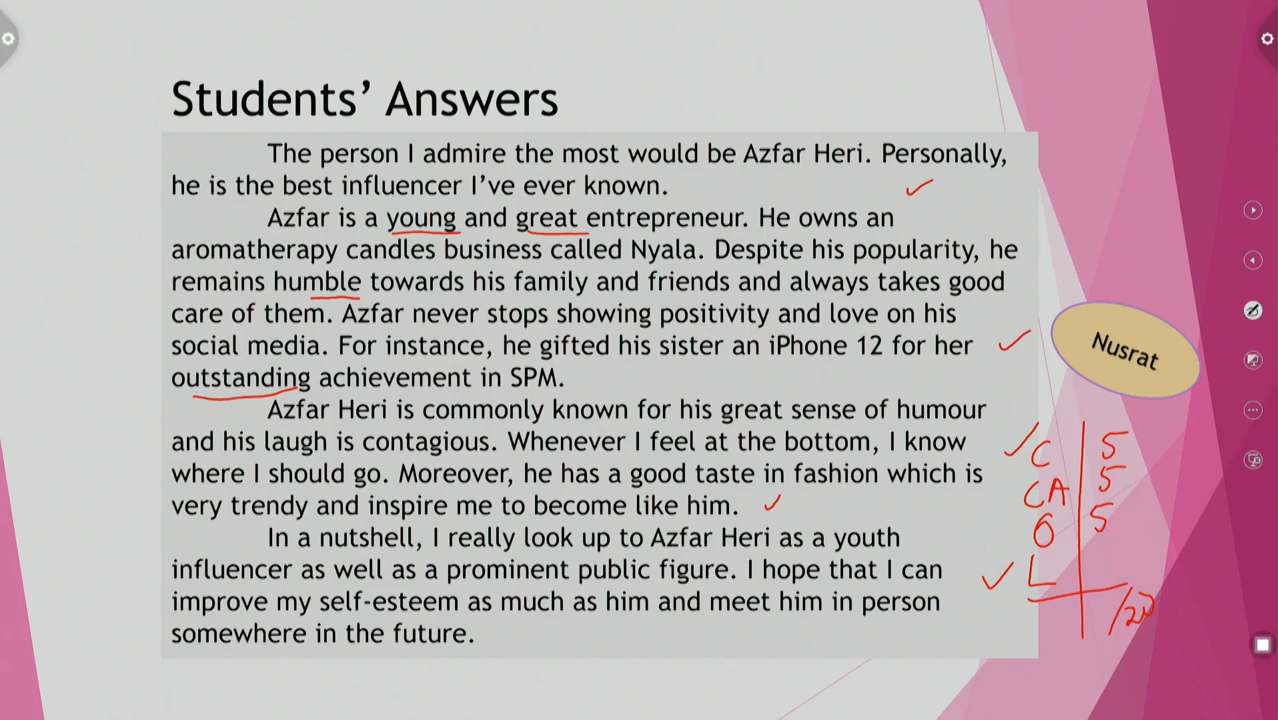 Students' Answers
The person I admire the most would be Azfar Heri. Personally,
he is the best influencer I've ever known.
Azfar is a young and great entrepreneur. He owns an
aromatherapy candles business called Nyala. Despite his popularity, he
remains humble towards his family and friends and always takes good
care of them. Azfar never stops showing positivity and love on his
social media. For instance, he gifted his sister an iPhone 12 for her
outstanding achievement in SPM.
Azfar Heri is commonly known for his great sense of humour
and his laugh is contagious. Whenever I feel at the bottom, I know
where I should go. Moreover, he has a good taste in fashion which is
very trendy and inspire me to become like him.
In a nutshell, I really look up to Azfar Heri as a youth
influencer as well as a prominent public figure. I hope that I can
improve my self-esteem as much as him and meet him in person
somewhere in the future.
Nusrat
C 5
CA 5
O 5
L
/20